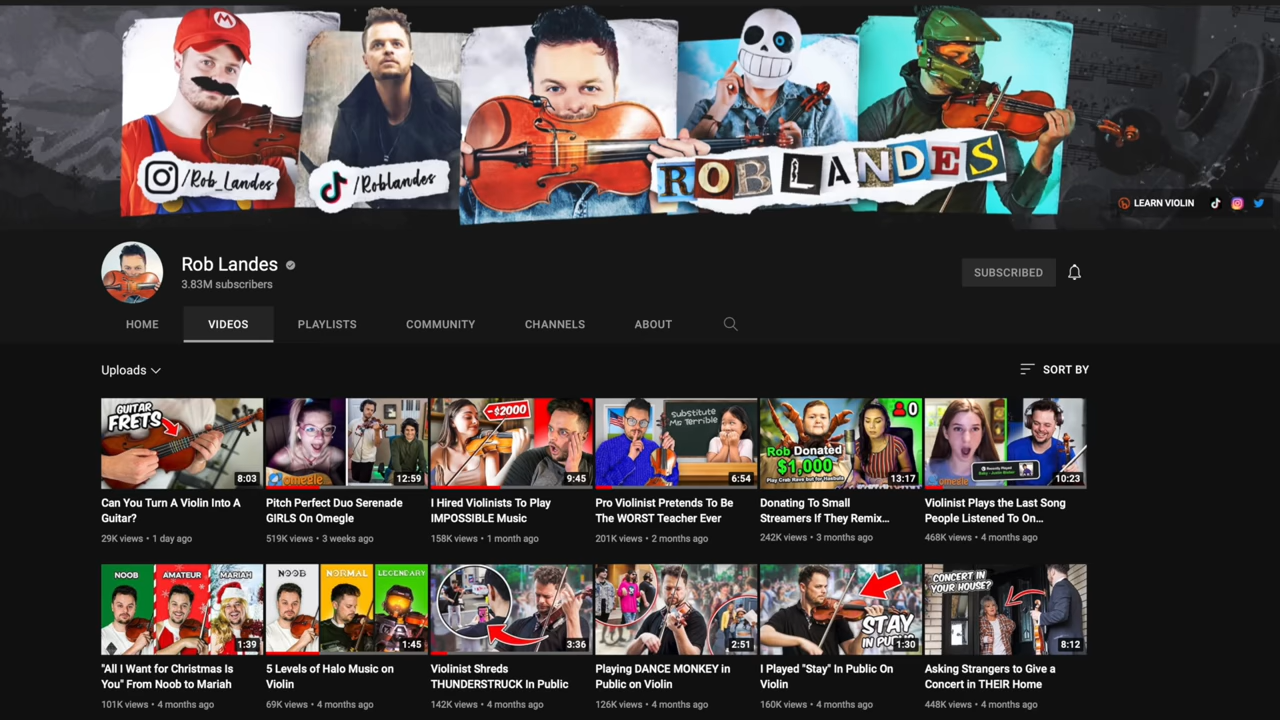 M
/Rob_Landes
/Roblandes
ROB LANDES
LEARN VIOLIN
Rob Landes
3.83M subscribers
SUBSCRIBED
HOME
VIDEOS
PLAYLISTS
COMMUNITY
CHANNELS
ABOUT
Uploads
SORT BY
GUITAR
FRETS
8:03
omegle
12:59
-$2000
9:45
Substitute
Mr. Terrible
6:54
0
Rob Donated
$1,000
Play Crab Rave but for Hasbulla
13:17
Recently Played
omegle
10:23
Can You Turn A Violin Into A
Guitar?
29K views • 1 day ago
Pitch Perfect Duo Serenade
GIRLS On Omegle
519K views • 3 weeks ago
I Hired Violinists To Play
IMPOSSIBLE Music
158K views • 1 month ago
Pro Violinist Pretends To Be
The WORST Teacher Ever
201K views • 2 months ago
Donating To Small
Streamers If They Remix...
242K views • 3 months ago
Violinist Plays the Last Song
People Listened To On...
468K views • 4 months ago
NOOB
AMATEUR
MARIAH
1:39
NOOB
NORMAL
LEGENDARY
1:45
3:36
2:51
STAY
IN PUBLIC
1:30
CONCERT IN
YOUR HOUSE?
8:12
"All I Want for Christmas Is
You" From Noob to Mariah
101K views • 4 months ago
5 Levels of Halo Music on
Violin
69K views • 4 months ago
Violinist Shreds
THUNDERSTRUCK In Public
142K views • 4 months ago
Playing DANCE MONKEY in
Public on Violin
126K views • 4 months ago
I Played "Stay" In Public On
Violin
160K views • 4 months ago
Asking Strangers to Give a
Concert in THEIR Home
448K views • 4 months ago